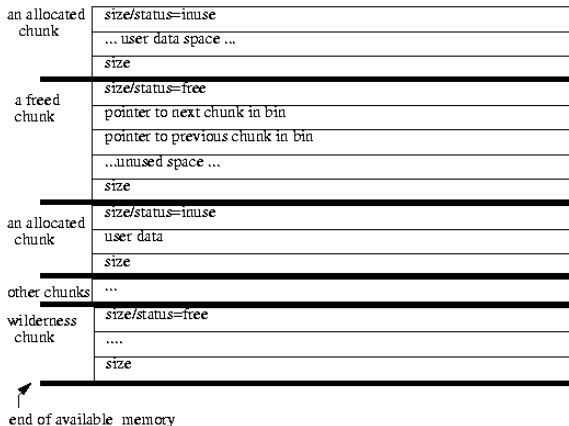 an allocated chunk
size/status=inuse
... user data space ...
size
a freed chunk
size/status=free
pointer to next chunk in bin
pointer to previous chunk in bin
...unused space ...
size
an allocated chunk
size/status=inuse
user data
size
other chunks
...
wilderness chunk
size/status=free
....
size
end of available memory